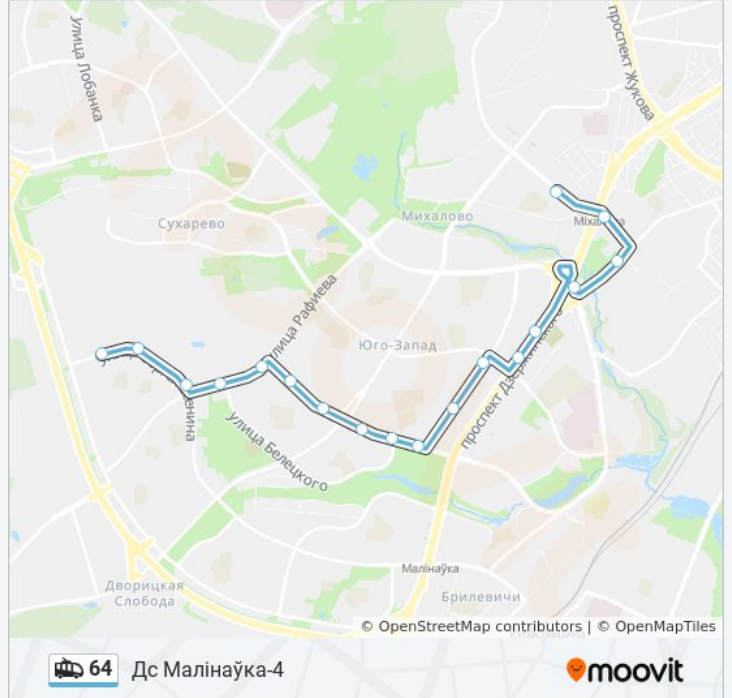 улица Лобанка
проспект Жукова
Сухарево
Михалово
улица Рафиева
Юго-Запад
проспект Дзержинского
улица Белецкого
Малінаўка
Дворицкая
Слобода
Брилевичи
© OpenStreetMap contributors | © OpenMapTiles
64 Дс Малінаўка-4
moovit